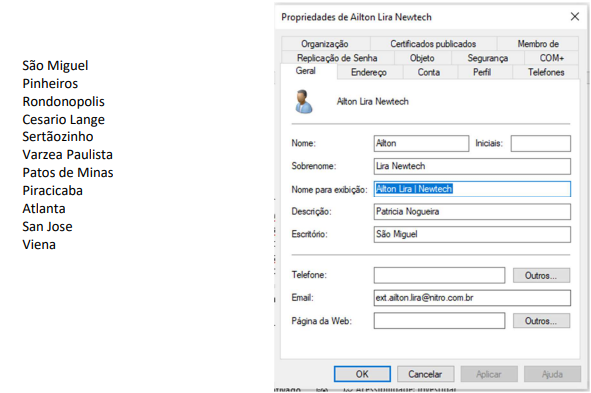 São Miguel
Pinheiros
Rondonopolis
Cesario Lange
Sertãozinho
Varzea Paulista
Patos de Minas
Piracicaba
Atlanta
San Jose
Viena
Propriedades de Ailton Lira Newtech
Organização Certificados publicados Membro de
Replicação de Senha Objeto Segurança COM+
Geral Endereço Conta Perfil Telefones
Ailton Lira Newtech
Nome: Ailton Iniciais:
Sobrenome: Lira Newtech
Nome para exibição: Ailton Lira | Newtech
Descrição: Patricia Nogueira
Escritório: São Miguel
Telefone: Outros...
Email: ext.ailton.lira@nitro.com.br
Página da Web: Outros...
OK Cancelar Aplicar Ajuda